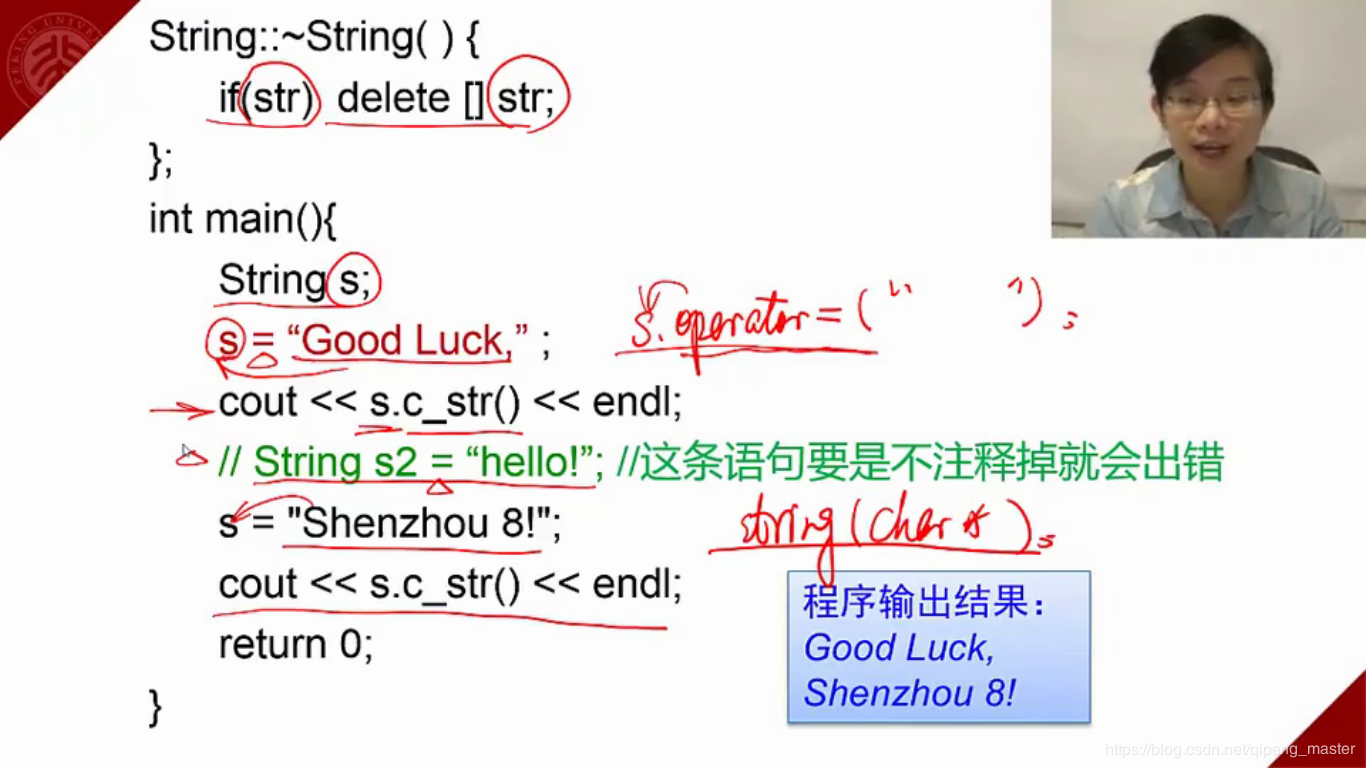 String::~String( ) {
if(str) delete [] str;
};
int main(){
String s;
s = “Good Luck,” ;
s.operator=(“ ”);
cout << s.c_str() << endl;
// String s2 = “hello!”; //这条语句要是不注释掉就会出错
s = "Shenzhou 8!";
string(char *);
cout << s.c_str() << endl;
程序输出结果：
Good Luck,
Shenzhou 8!
return 0;
}
https://blog.csdn.net/qipang_master